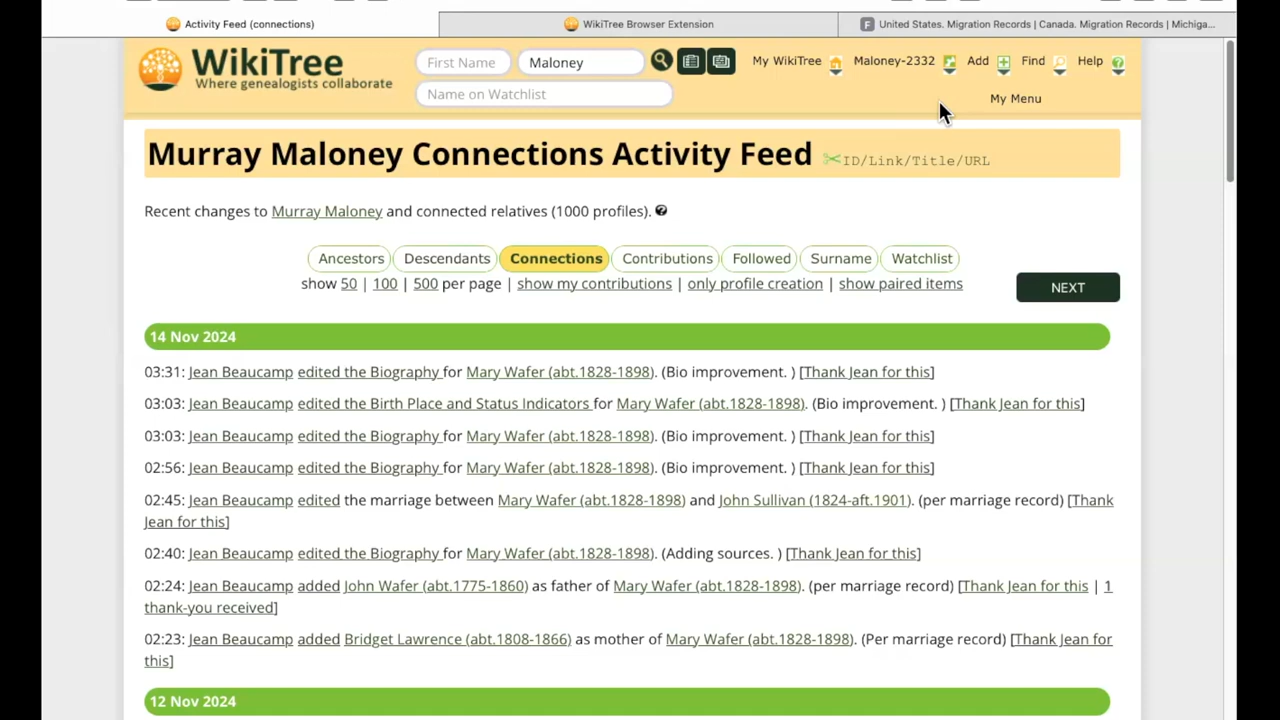 Activity Feed (connections)
WikiTree Browser Extension
United States. Migration Records | Canada. Migration Records | Michiga...
WikiTree
Where genealogists collaborate
First Name
Maloney
Name on Watchlist
My WikiTree
Maloney-2332
Add
Find
Help
My Menu
Murray Maloney Connections Activity Feed ID/Link/Title/URL
Recent changes to Murray Maloney and connected relatives (1000 profiles).
Ancestors Descendants Connections Contributions Followed Surname Watchlist
show 50 | 100 | 500 per page | show my contributions | only profile creation | show paired items
NEXT
14 Nov 2024
03:31: Jean Beaucamp edited the Biography for Mary Wafer (abt.1828-1898). (Bio improvement. ) [Thank Jean for this]
03:03: Jean Beaucamp edited the Birth Place and Status Indicators for Mary Wafer (abt.1828-1898). (Bio improvement. ) [Thank Jean for this]
03:03: Jean Beaucamp edited the Biography for Mary Wafer (abt.1828-1898). (Bio improvement. ) [Thank Jean for this]
02:56: Jean Beaucamp edited the Biography for Mary Wafer (abt.1828-1898). (Bio improvement. ) [Thank Jean for this]
02:45: Jean Beaucamp edited the marriage between Mary Wafer (abt.1828-1898) and John Sullivan (1824-aft.1901). (per marriage record) [Thank
Jean for this]
02:40: Jean Beaucamp edited the Biography for Mary Wafer (abt.1828-1898). (Adding sources. ) [Thank Jean for this]
02:24: Jean Beaucamp added John Wafer (abt.1775-1860) as father of Mary Wafer (abt.1828-1898). (per marriage record) [Thank Jean for this | 1
thank-you received]
02:23: Jean Beaucamp added Bridget Lawrence (abt.1808-1866) as mother of Mary Wafer (abt.1828-1898). (Per marriage record) [Thank Jean for
this]
12 Nov 2024